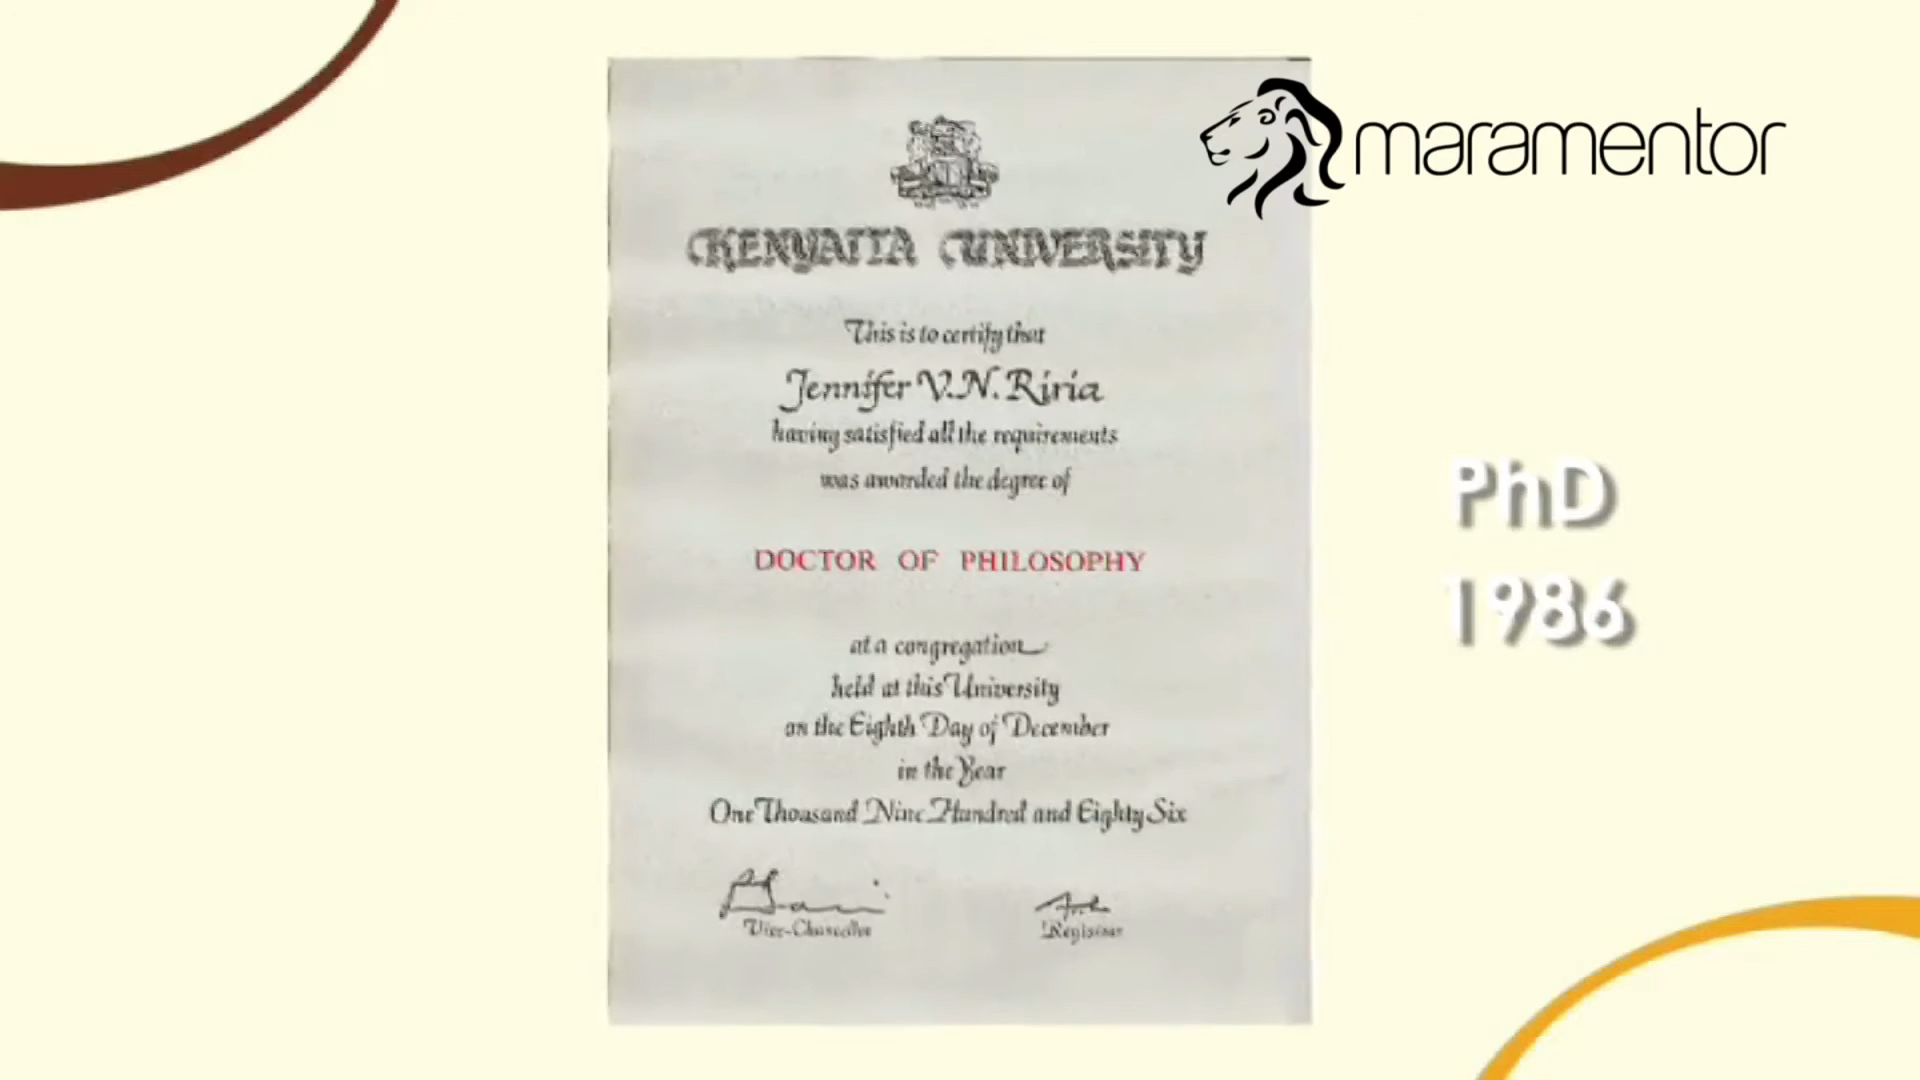 maramentor
KENYATTA UNIVERSITY
This is to certify that
Jennifer V.N. Riria
having satisfied all the requirements
was awarded the degree of
DOCTOR OF PHILOSOPHY
at a congregation
held at this University
on the Eighth Day of December
in the Year
One Thousand Nine Hundred and Eighty Six
Vice-Chancellor
Registrar
PhD
1986